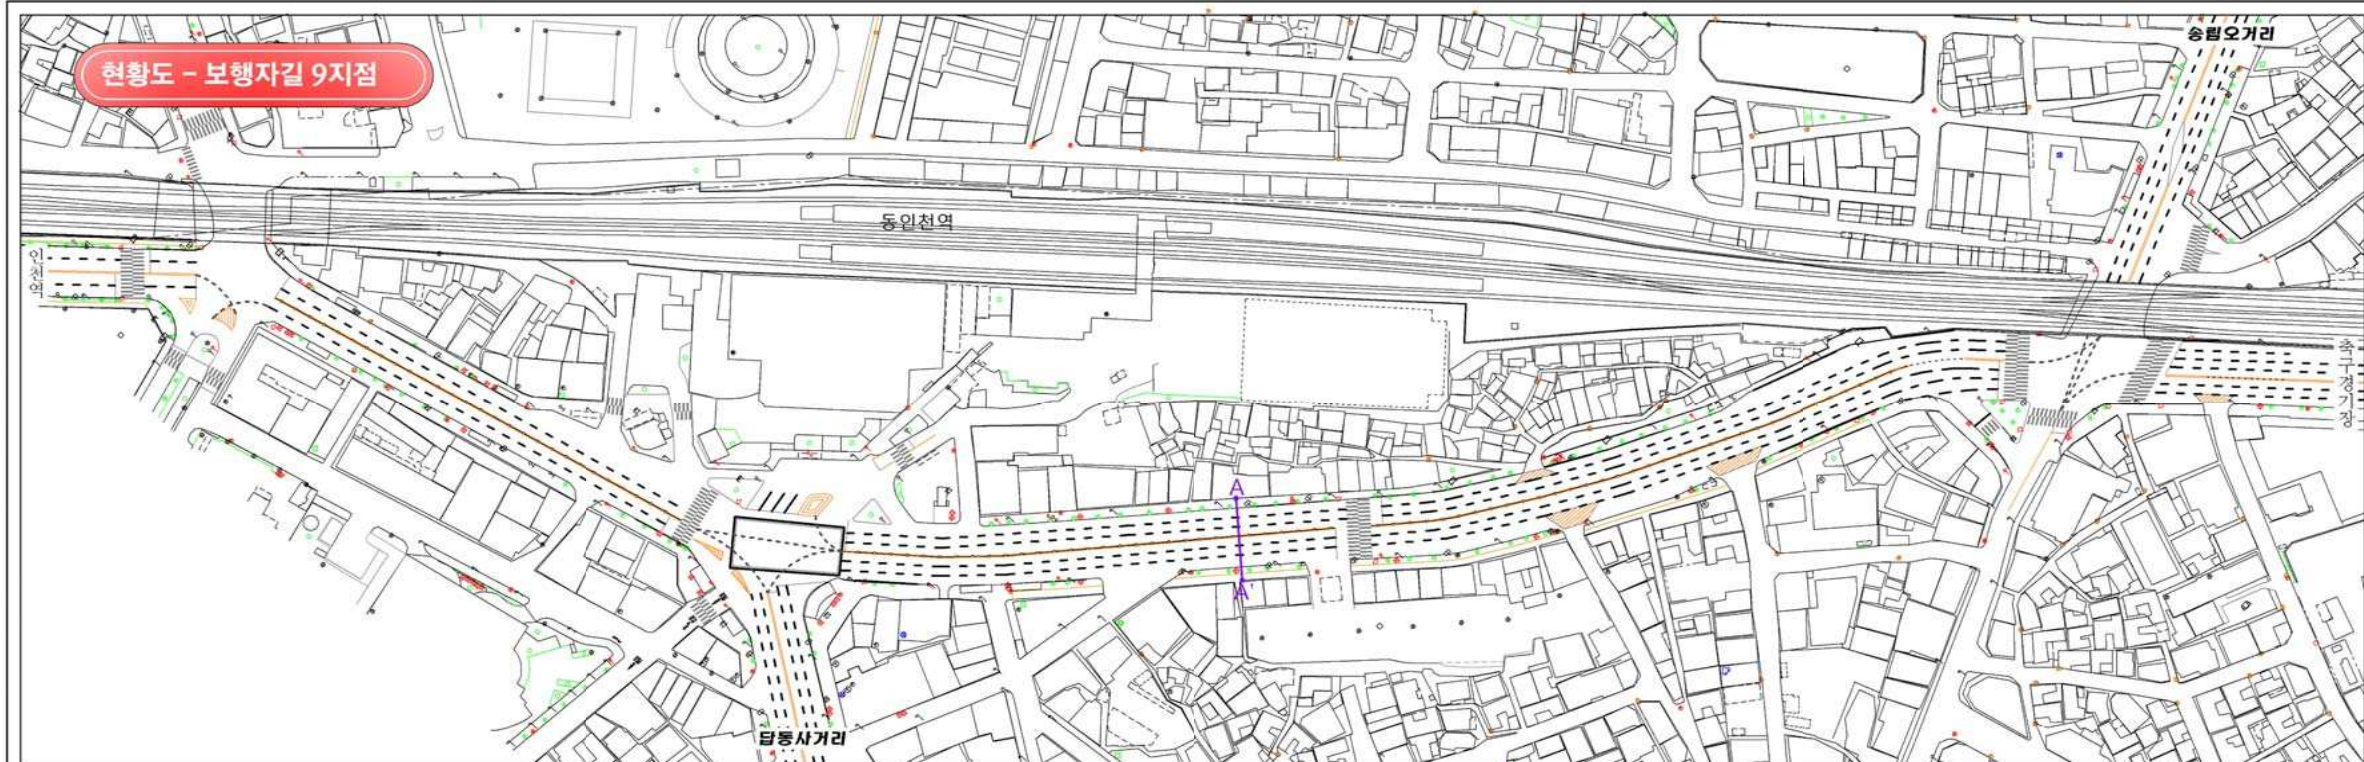 현황도 - 보행자길 9지점
송림오거리
동인천역
인천역
축구경기장
A
A'
답동사거리